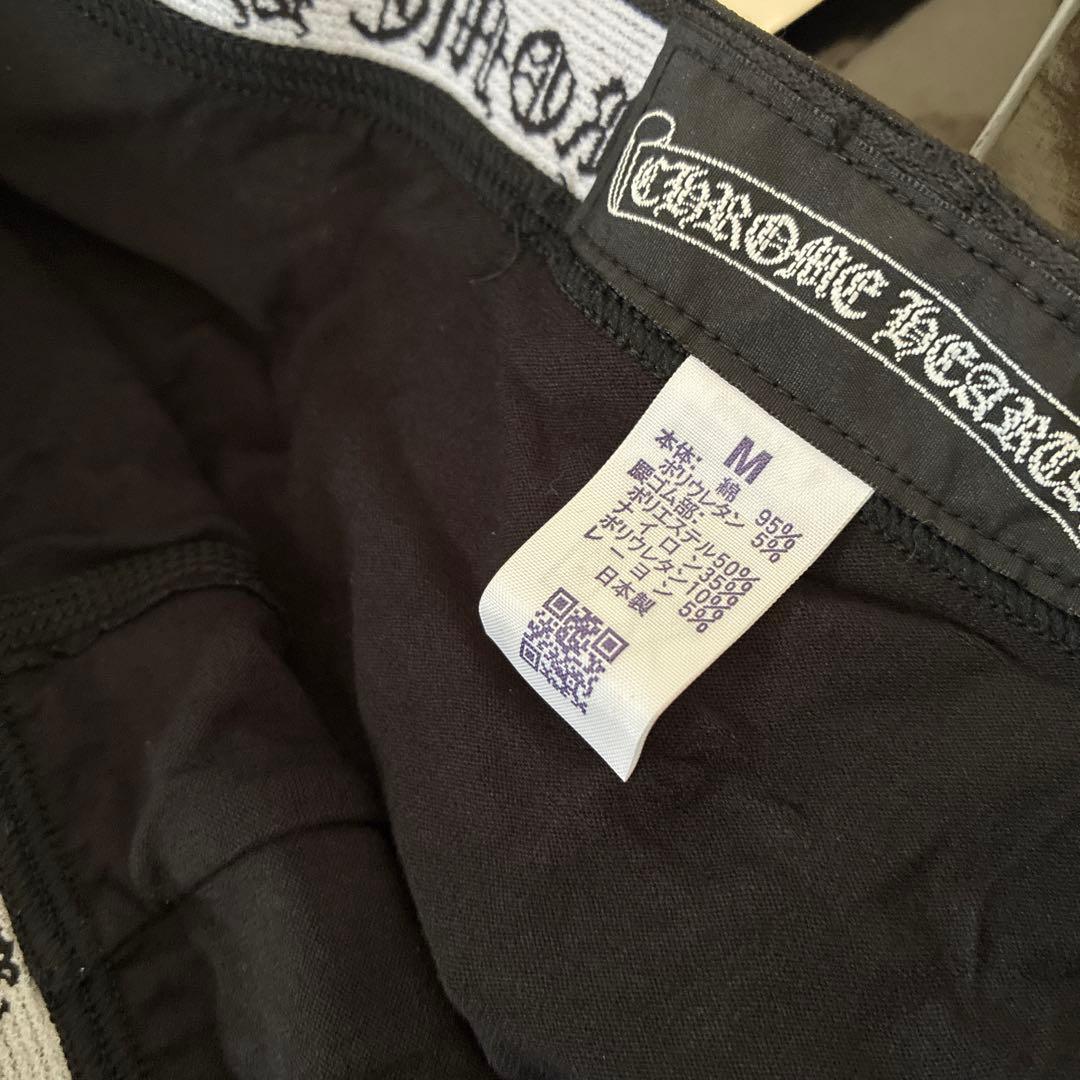 CHROME HEARTS
M
本体: 綿 95%
ポリウレタン 5%
腰ゴム部:
ポリエステル50%
ナイロン35%
ポリウレタン10%
レーヨン 5%
日本製